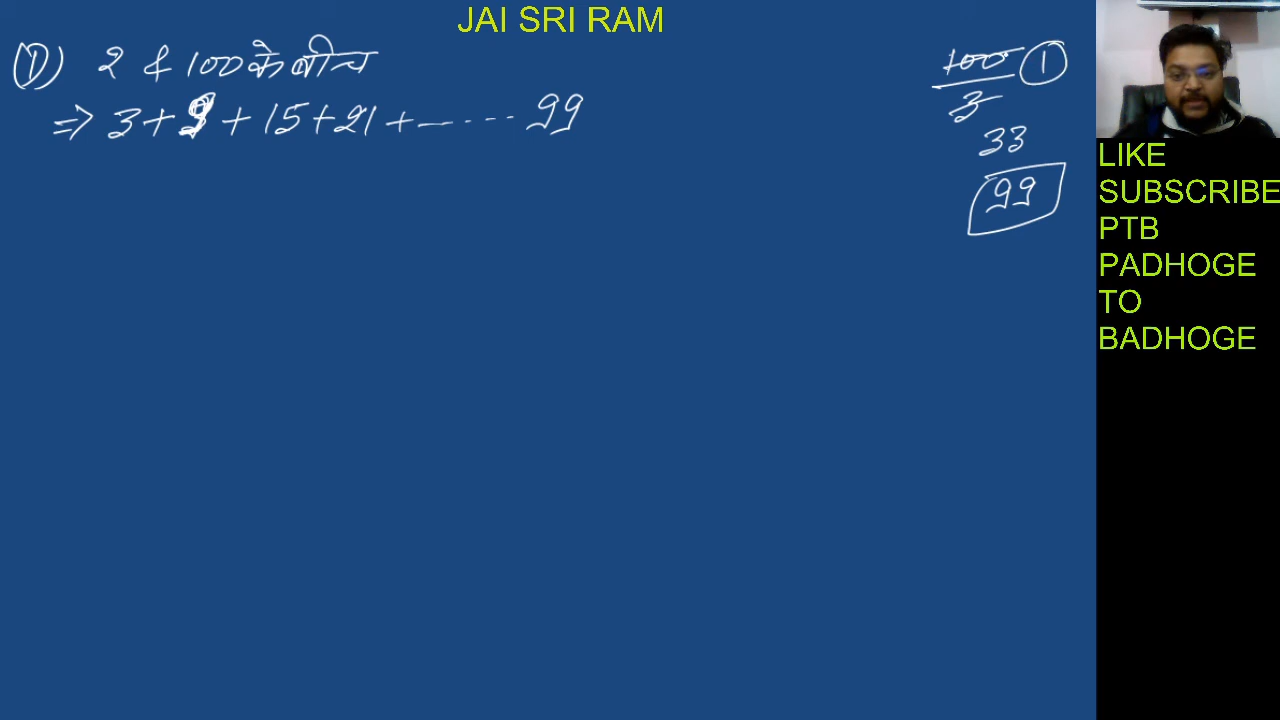 JAI SRI RAM
① 2 & 100 के बीच
⇒ 3 + 9 + 15 + 21 + ----- 99
100 ①
3
33
99
LIKE
SUBSCRIBE
PTB
PADHOGE
TO
BADHOGE